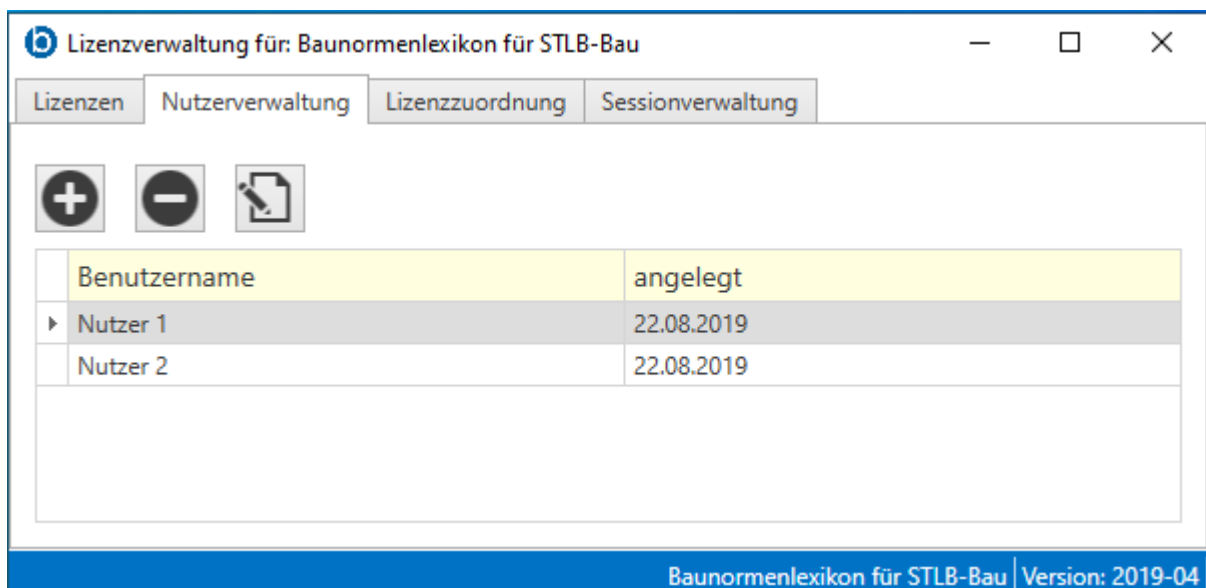 Lizenzverwaltung für: Baunormenlexikon für STLB-Bau
Lizenzen Nutzerverwaltung Lizenzzuordnung Sessionverwaltung
Benutzername angelegt
Nutzer 1 22.08.2019
Nutzer 2 22.08.2019
Baunormenlexikon für STLB-Bau Version: 2019-04